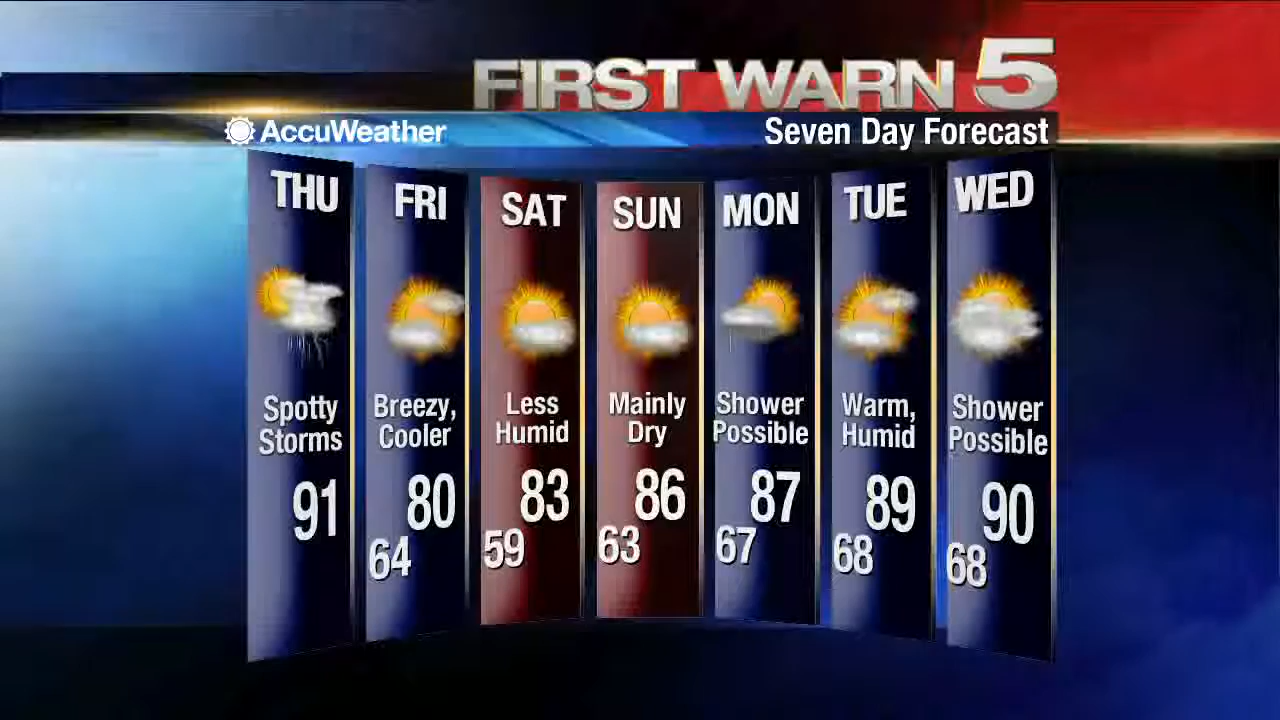 FIRST WARN 5
AccuWeather
Seven Day Forecast
THU
Spotty
Storms
91
FRI
Breezy,
Cooler
80
64
SAT
Less
Humid
83
59
SUN
Mainly
Dry
86
63
MON
Shower
Possible
87
67
TUE
Warm,
Humid
89
68
WED
Shower
Possible
90
68